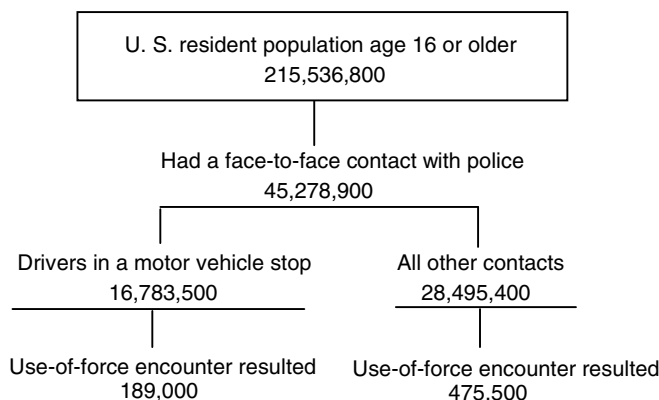 U. S. resident population age 16 or older
215,536,800
Had a face-to-face contact with police
45,278,900
Drivers in a motor vehicle stop
16,783,500
All other contacts
28,495,400
Use-of-force encounter resulted
189,000
Use-of-force encounter resulted
475,500